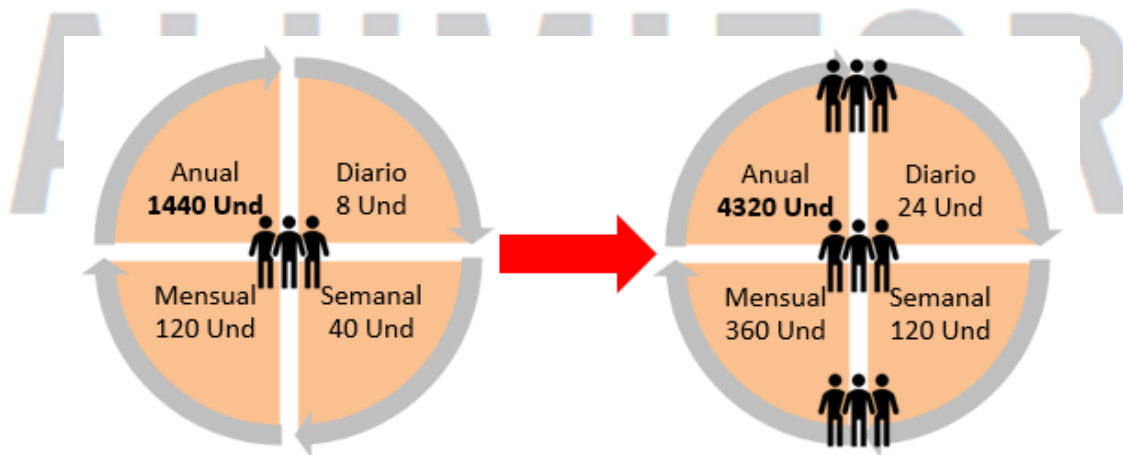 Anual
1440 Und
Diario
8 Und
Mensual
120 Und
Semanal
40 Und
Anual
4320 Und
Diario
24 Und
Mensual
360 Und
Semanal
120 Und